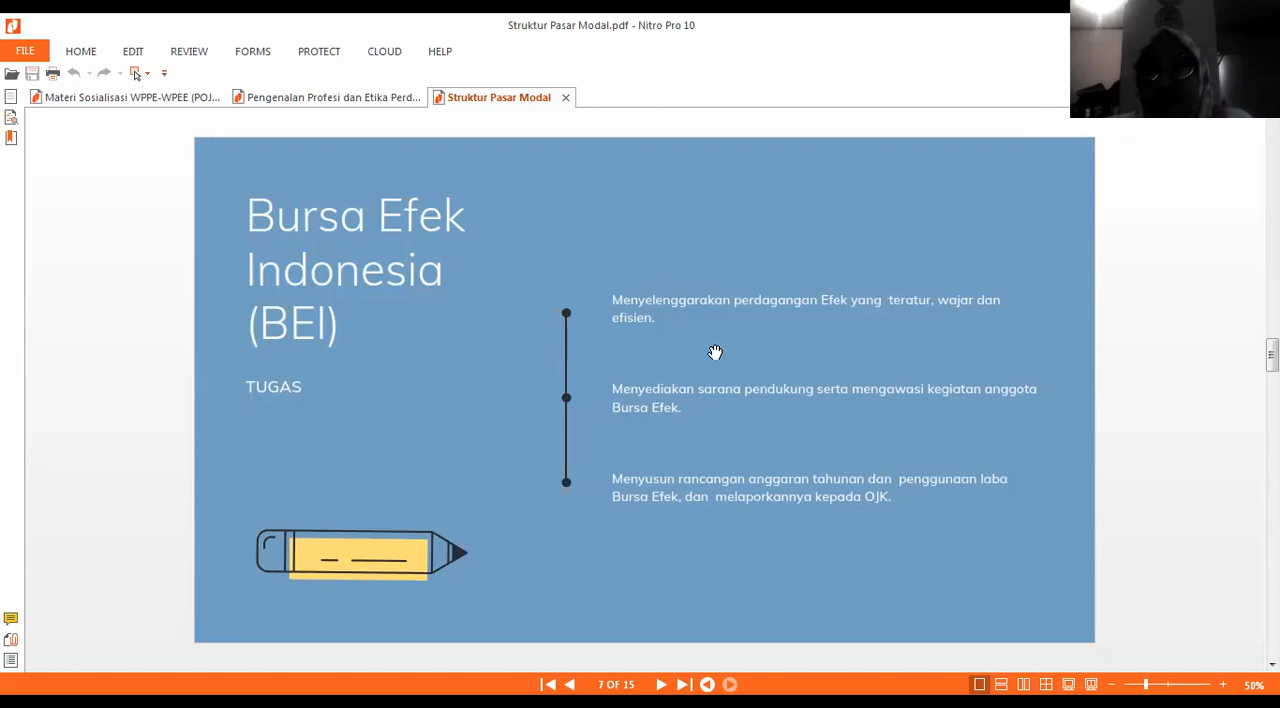 Struktur Pasar Modal.pdf - Nitro Pro 10
FILE HOME EDIT REVIEW FORMS PROTECT CLOUD HELP
Materi Sosialisasi WPPE-WPEE (POJ... Pengenalan Profesi dan Etika Perd... Struktur Pasar Modal
Bursa Efek
Indonesia
(BEI)
TUGAS
Menyelenggarakan perdagangan Efek yang teratur, wajar dan
efisien.
Menyediakan sarana pendukung serta mengawasi kegiatan anggota
Bursa Efek.
Menyusun rancangan anggaran tahunan dan penggunaan laba
Bursa Efek, dan melaporkannya kepada OJK.
7 OF 15
50%